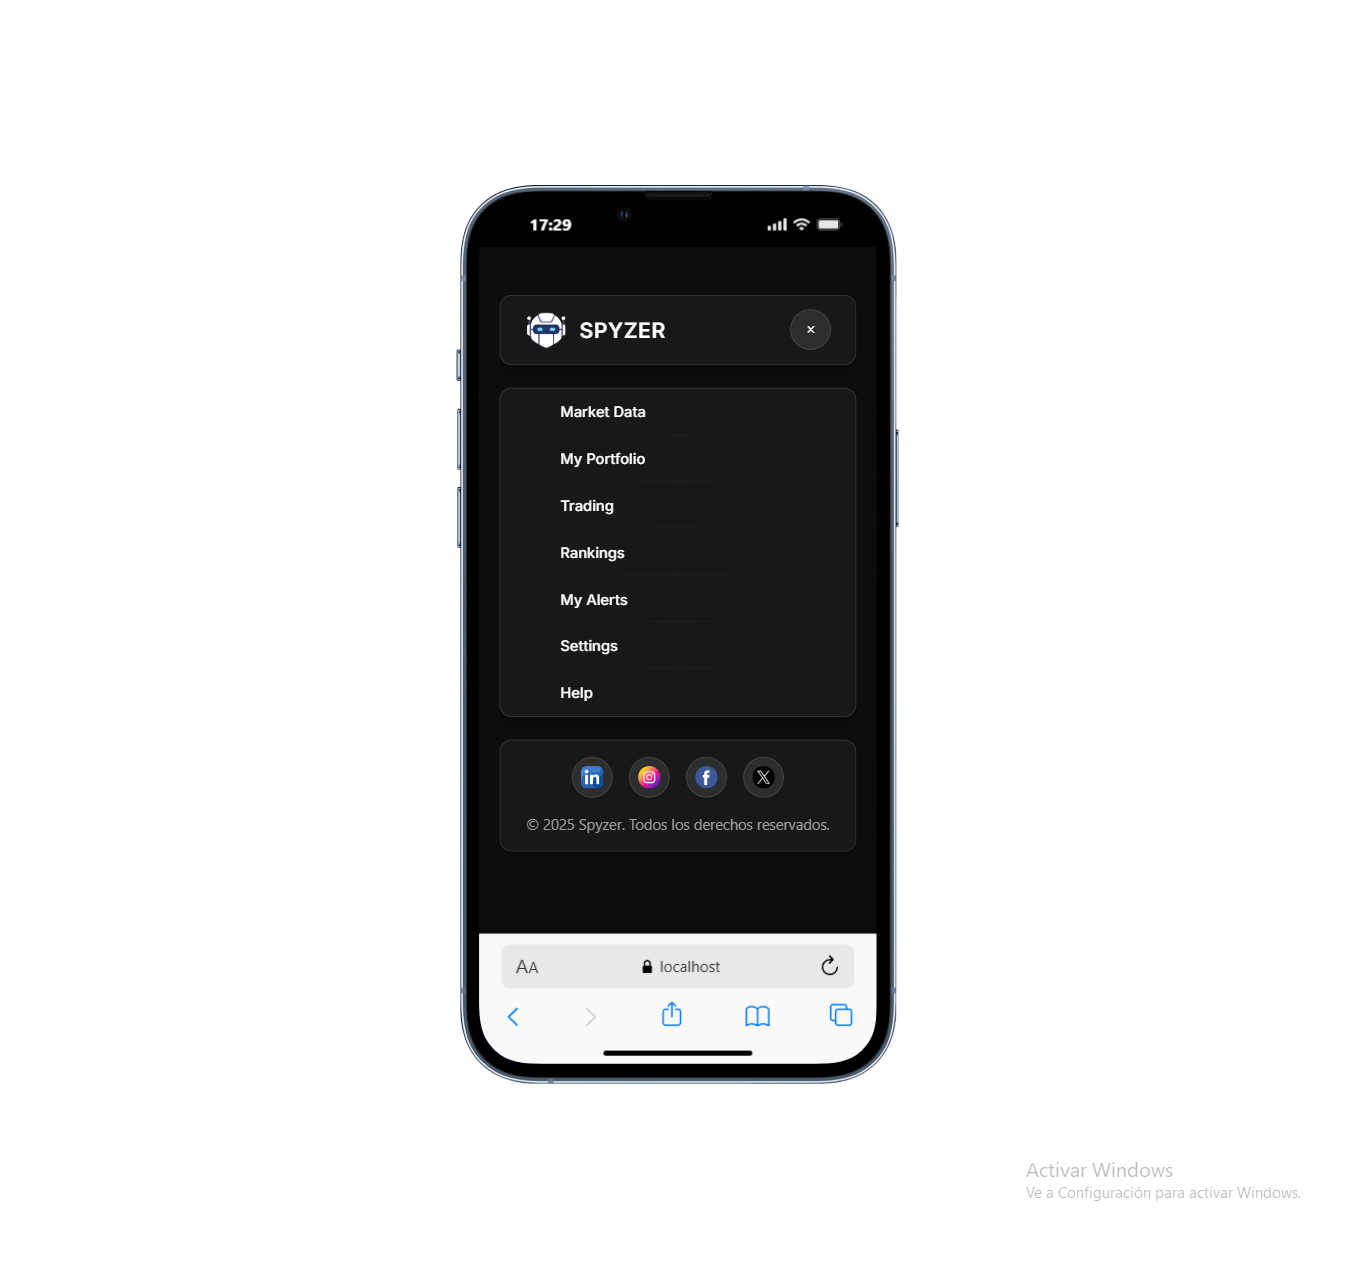 17:29
SPYZER
Market Data
My Portfolio
Trading
Rankings
My Alerts
Settings
Help
in
f
X
© 2025 Spyzer. Todos los derechos reservados.
AA localhost
Activar Windows
Ve a Configuración para activar Windows.